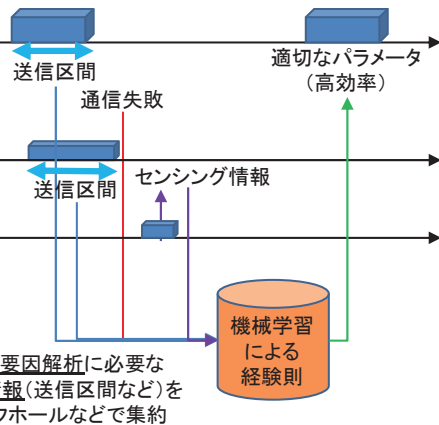 送信区間
適切なパラメータ
(高効率)
通信失敗
送信区間
センシング情報
機械学習
による
経験則
要因解析に必要な
報(送信区間など)を
フホールなどで集約